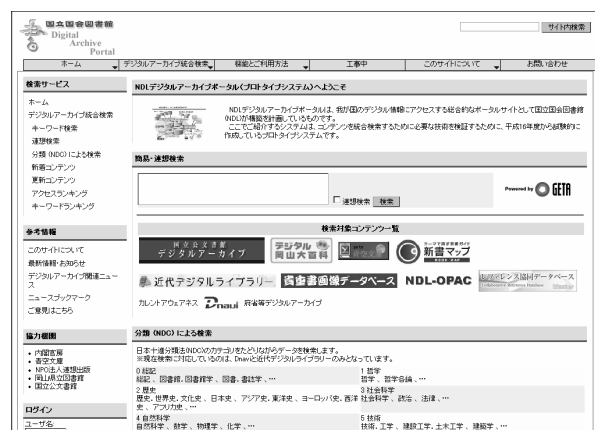 国立国会図書館
Digital
Archive
Portal
サイト内検索
ホーム
デジタルアーカイブ統合検索
機能とご利用方法
工事中
このサイトについて
お問い合わせ
検索サービス
ホーム
デジタルアーカイブ統合検索
キーワード検索
連想検索
分類 (NDC) による検索
新着コンテンツ
更新コンテンツ
アクセスランキング
キーワードランキング
参考情報
このサイトについて
最新情報・お知らせ
デジタルアーカイブ関連ニュー
ス
ニュースブックマーク
ご意見はこちら
協力機関
・内閣官房
・青空文庫
・NPO法人連想出版
・岡山県立図書館
・国立公文書館
ログイン
ユーザ名
NDLデジタルアーカイブポータル(プロトタイプシステム)へようこそ
NDLデジタルアーカイブポータルは、我が国のデジタル情報にアクセスする総合的なポータルサイトとして国立国会図書館
(NDL)が構築を計画しているものです。
ここでご紹介するシステムは、コンテンツを統合検索するために必要な技術を検証するために、平成16年度から試験的に
作成しているプロトタイプシステムです。
簡易・連想検索
連想検索 検索
Powered by GETA
検索対象コンテンツ一覧
国立公文書館
デジタルアーカイブ
デジタル
岡山大百科
新書マップ
近代デジタルライブラリー
貴重書画像データベース
NDL-OPAC
レファレンス協同データベース
カレントアウェアネス
Dnavi
府省等デジタルアーカイブ
分類 (NDC) による検索
日本十進分類法(NDC)のカテゴリをたどりながらデータを検索します。
※現在検索に対応しているのは、Dnaviと近代デジタルライブラリーのみとなっています。
0 総記
総記 、図書館. 図書館学 、図書. 書誌学 、…
1 哲学
哲学 、哲学各論 、…
2 歴史
歴史. 世界史. 文化史 、日本史 、アジア史. 東洋史 、ヨーロッパ史. 西洋
史 、アフリカ史 、…
3 社会科学
社会科学 、政治 、法律 、…
4 自然科学
自然科学 、数学 、物理学 、化学 、…
5 技術
技術. 工学 、建設工学. 土木工学 、建築学 、…